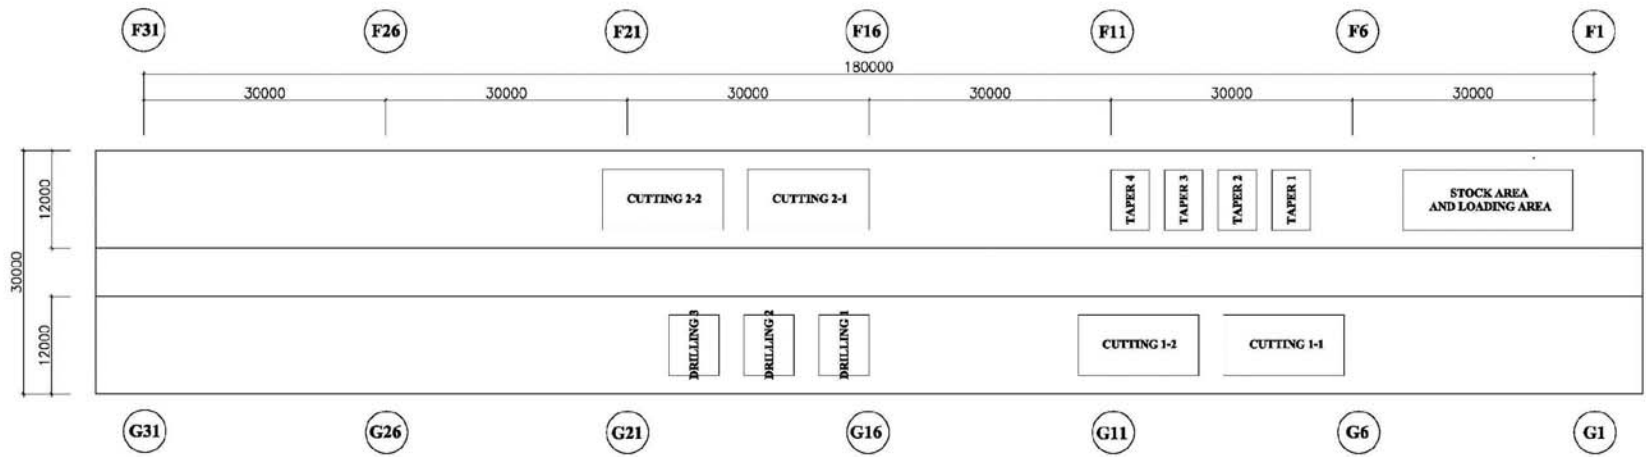 F31
F26
F21
F16
F11
F6
F1
180000
30000
30000
30000
30000
30000
30000
12000
30000
12000
CUTTING 2-2
CUTTING 2-1
TAPER 4
TAPER 3
TAPER 2
TAPER 1
STOCK AREA
AND LOADING AREA
DRILLING 3
DRILLING 2
DRILLING 1
CUTTING 1-2
CUTTING 1-1
G31
G26
G21
G16
G11
G6
G1